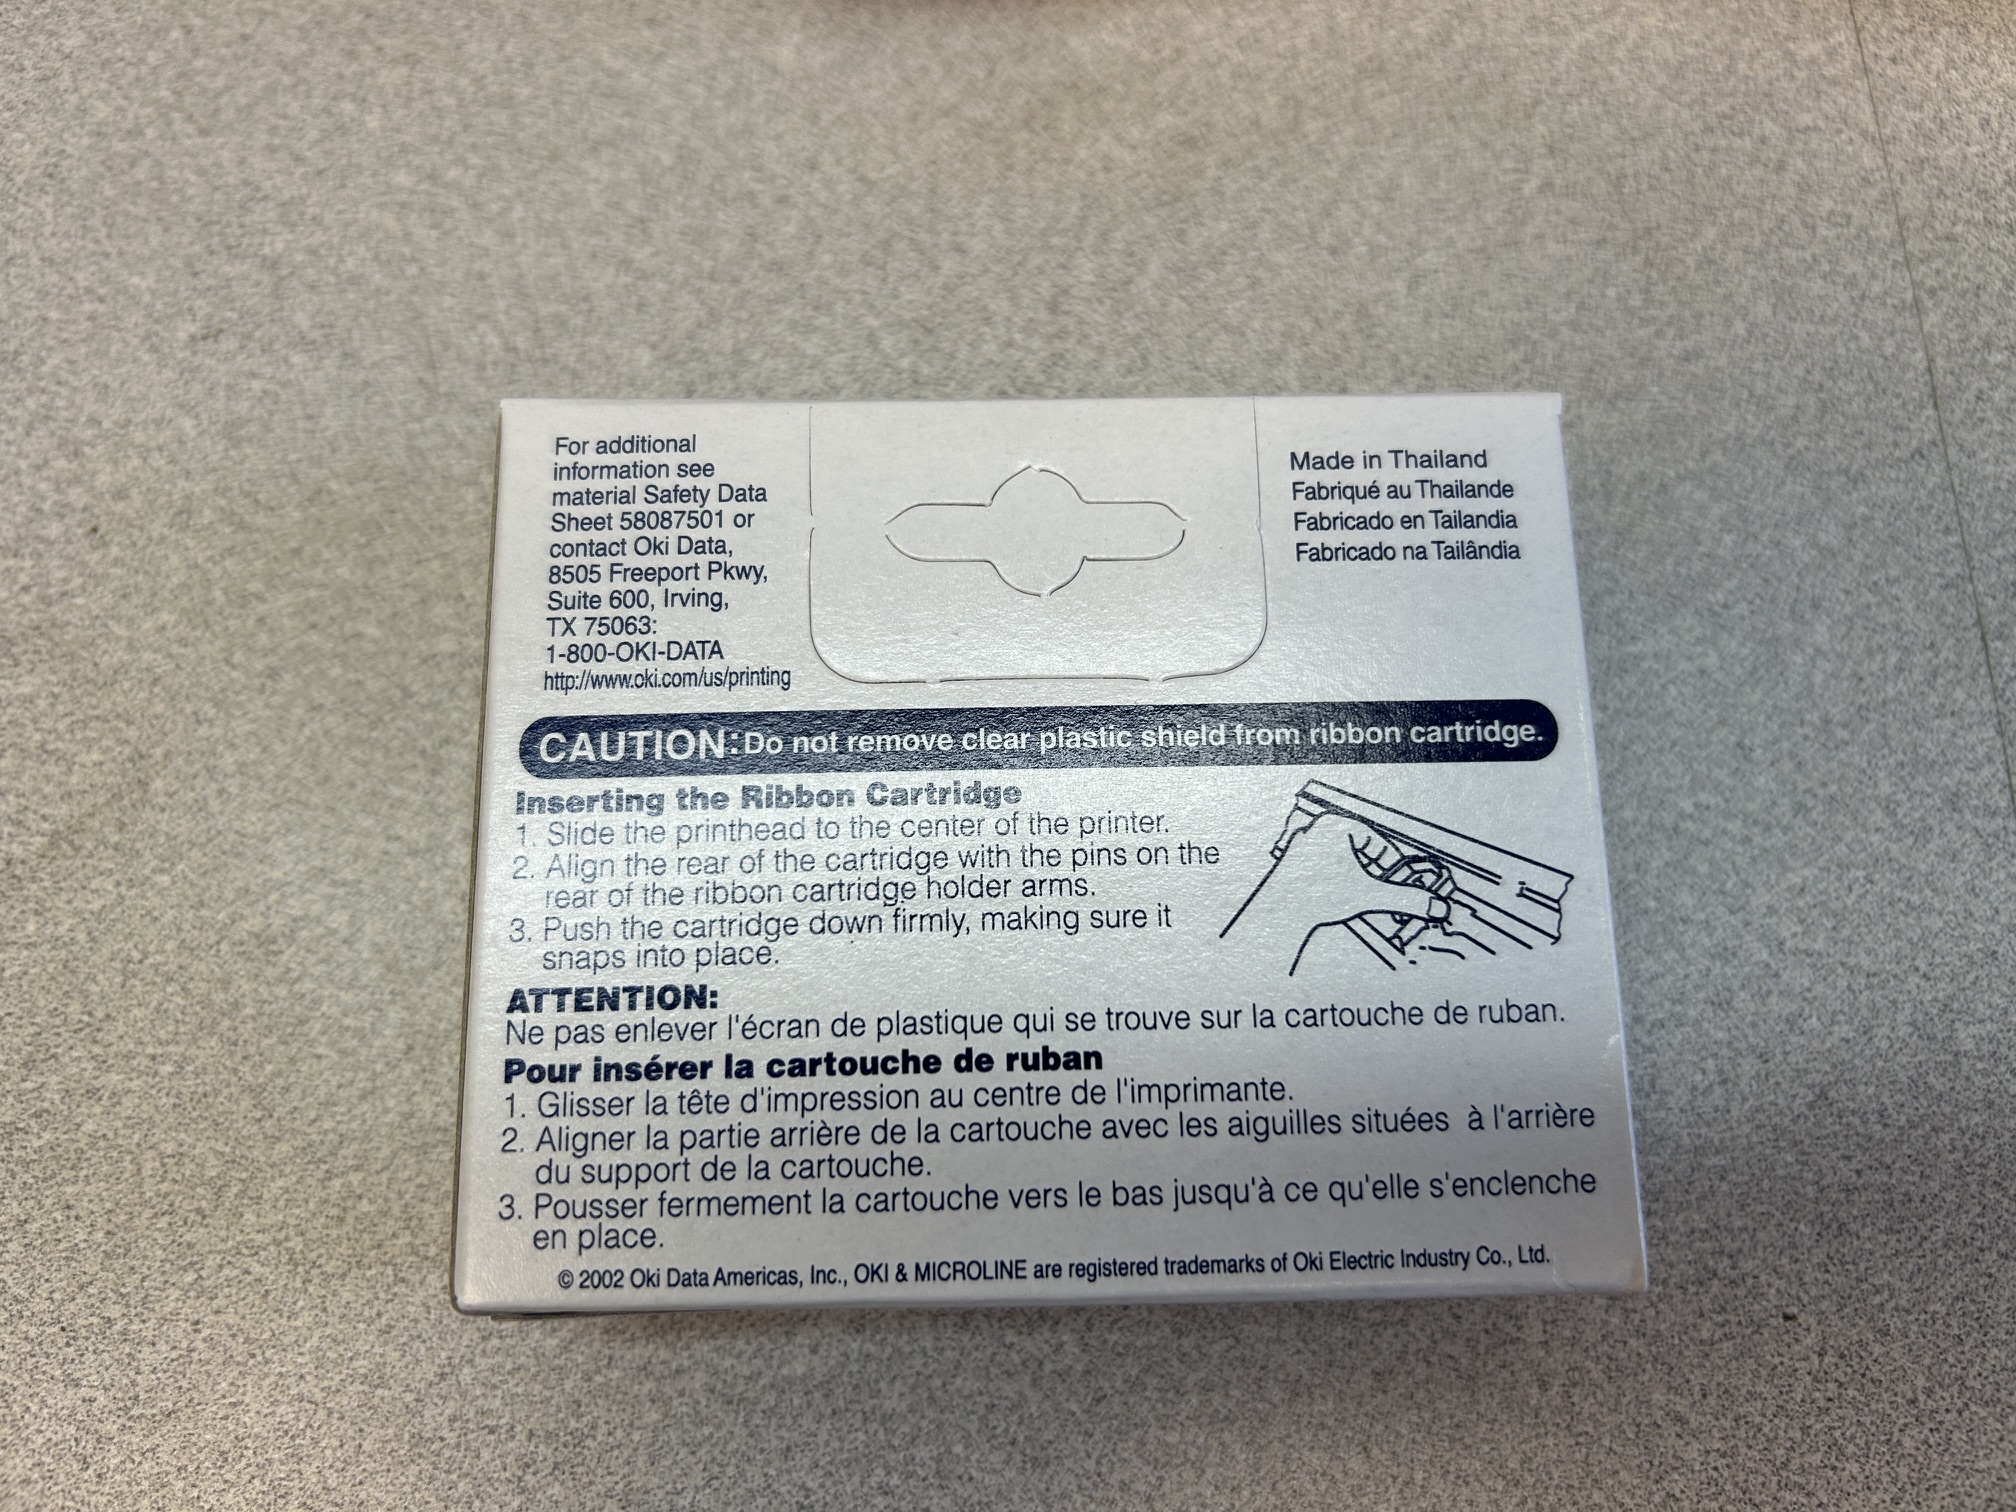 For additional
information see
material Safety Data
Sheet 58087501 or
contact Oki Data,
8505 Freeport Pkwy,
Suite 600, Irving,
TX 75063:
1-800-OKI-DATA
http://www.oki.com/us/printing
Made in Thailand
Fabriqué au Thailande
Fabricado en Tailandia
Fabricado na Tailândia
CAUTION: Do not remove clear plastic shield from ribbon cartridge.
Inserting the Ribbon Cartridge
1. Slide the printhead to the center of the printer.
2. Align the rear of the cartridge with the pins on the
rear of the ribbon cartridge holder arms.
3. Push the cartridge down firmly, making sure it
snaps into place.
ATTENTION:
Ne pas enlever l'écran de plastique qui se trouve sur la cartouche de ruban.
Pour insérer la cartouche de ruban
1. Glisser la tête d'impression au centre de l'imprimante.
2. Aligner la partie arrière de la cartouche avec les aiguilles situées à l'arrière
du support de la cartouche.
3. Pousser fermement la cartouche vers le bas jusqu'à ce qu'elle s'enclenche
en place.
© 2002 Oki Data Americas, Inc., OKI & MICROLINE are registered trademarks of Oki Electric Industry Co., Ltd.